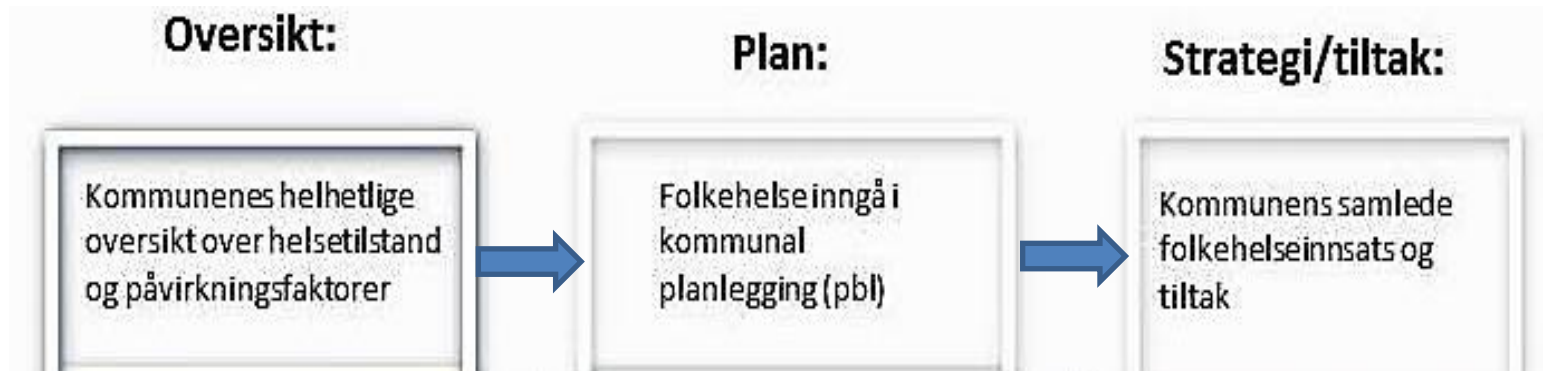 Oversikt:
Plan:
Strategi/tiltak:
Kommunenes helhetlige
oversikt over helsetilstand
og påvirkningsfaktorer
Folkehelse inngå i
kommunal
planlegging (pbl)
Kommunens samlede
folkehelseinnsats og
tiltak